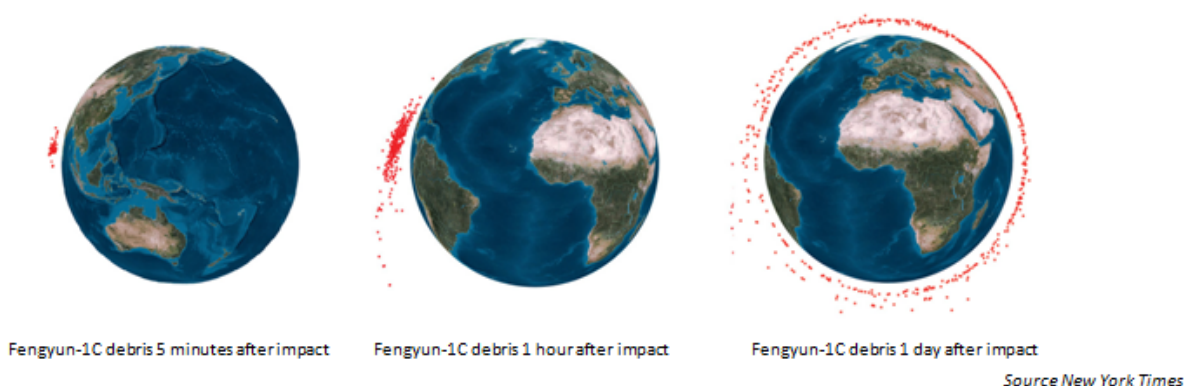 Fengyun-1C debris 5 minutes after impact
Fengyun-1C debris 1 hour after impact
Fengyun-1C debris 1 day after impact
Source New York Times